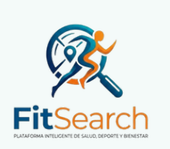 FitSearch
PLATAFORMA INTELIGENTE DE SALUD, DEPORTE Y BIENESTAR